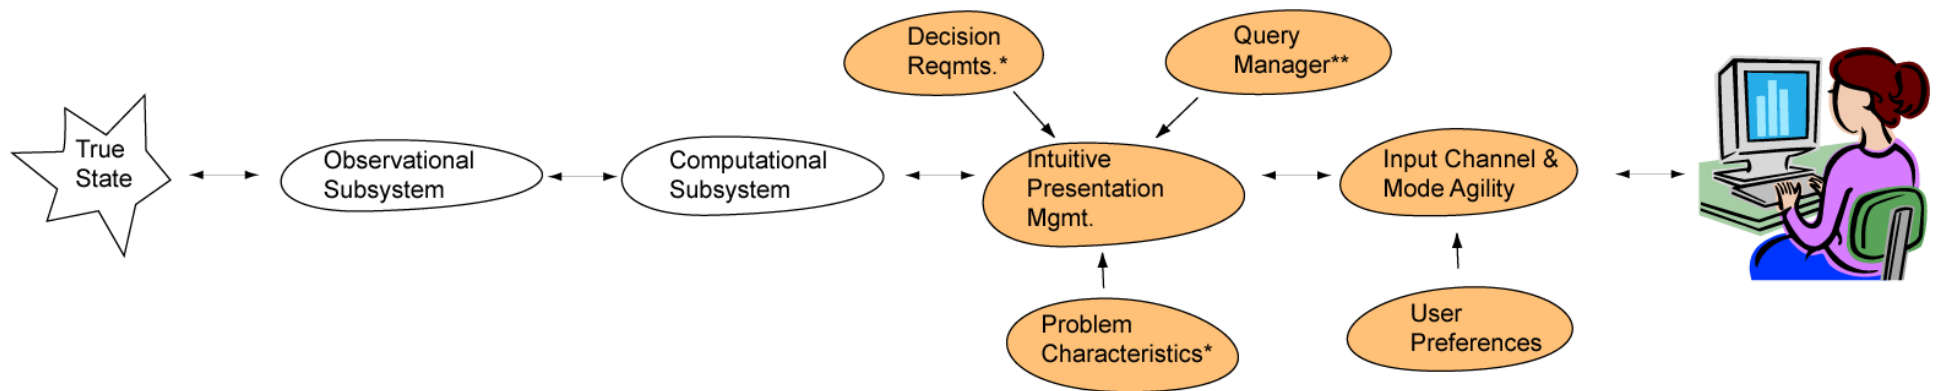 True
State
Observational
Subsystem
Computational
Subsystem
Decision
Reqmts.*
Query
Manager**
Intuitive
Presentation
Mgmt.
Problem
Characteristics*
Input Channel &
Mode Agility
User
Preferences